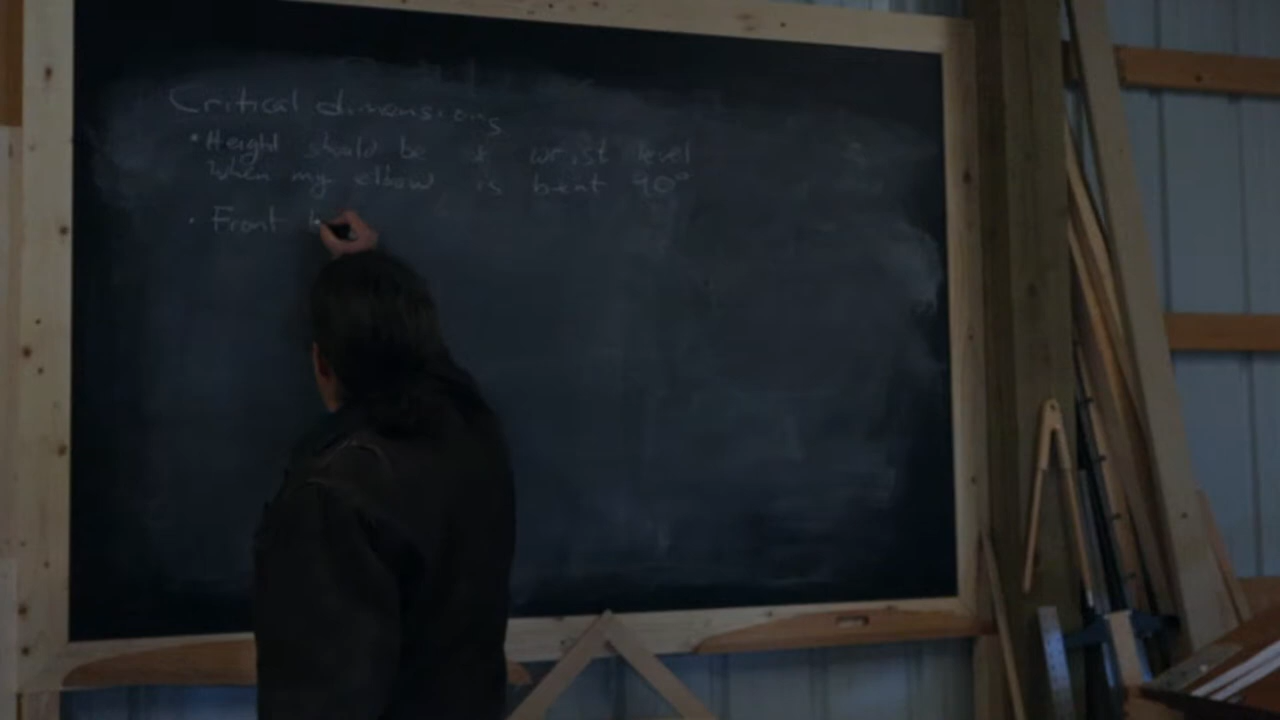 Critical dimensions
• Height should be @ wrist level
When my elbow is bent 90°
• Front